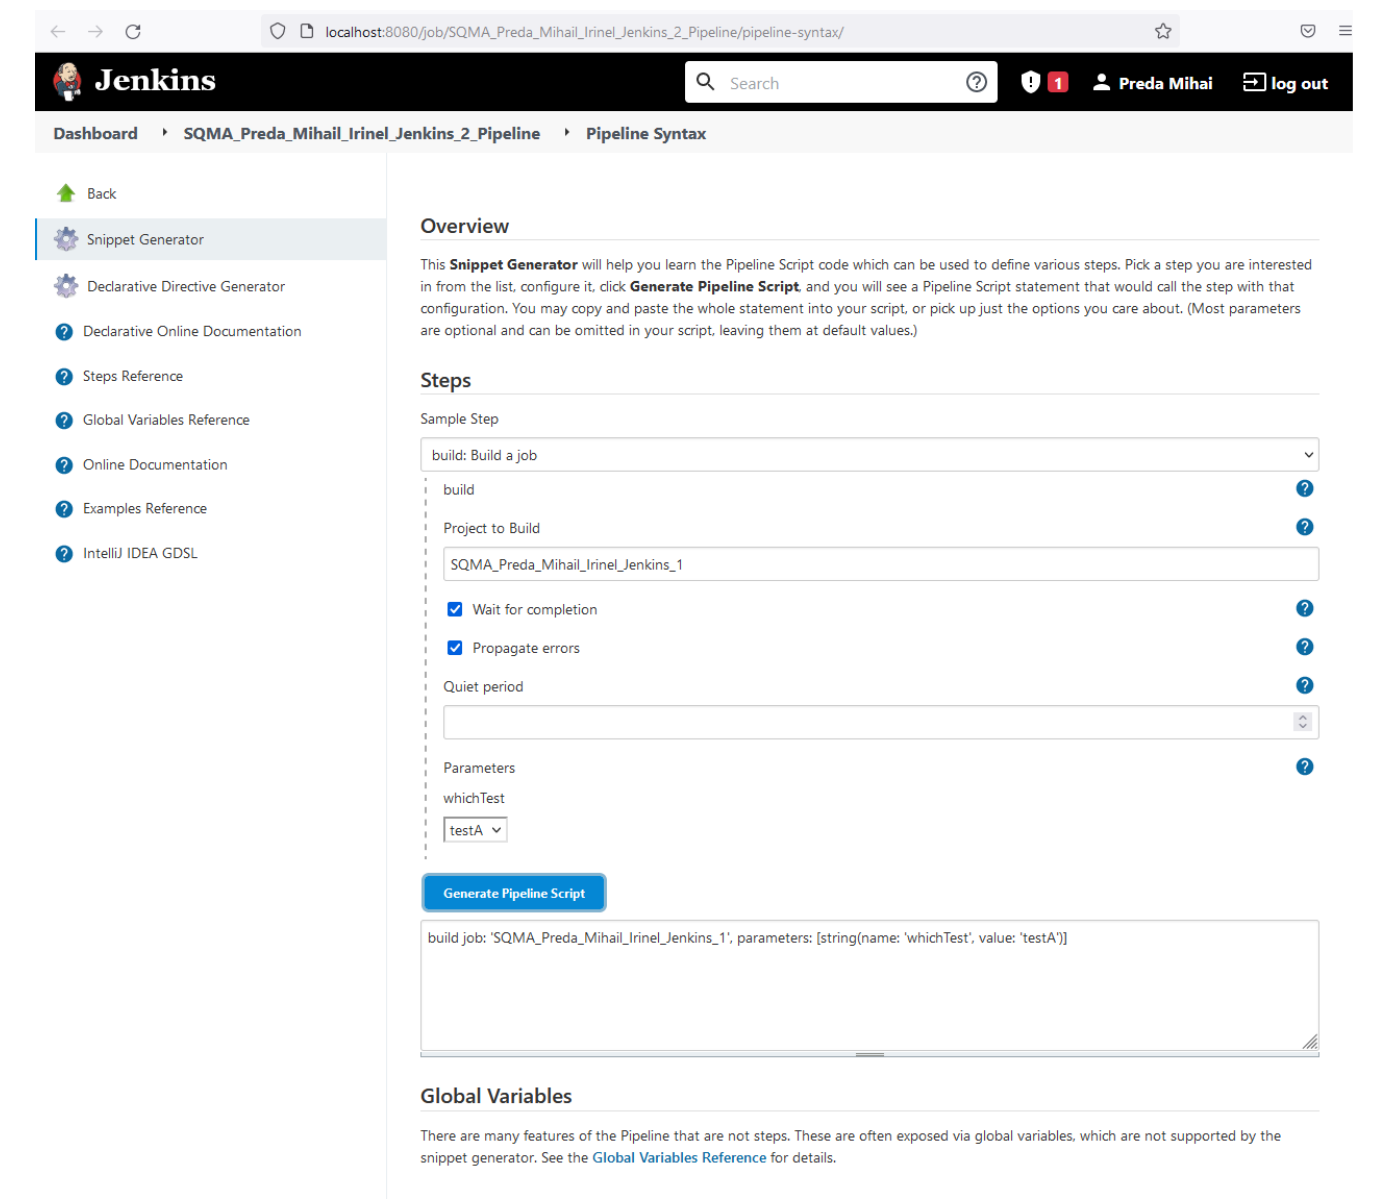 localhost:8080/job/SQMA_Preda_Mihail_Irinel_Jenkins_2_Pipeline/pipeline-syntax/
Jenkins
Search
1
Preda Mihai
log out
Dashboard
SQMA_Preda_Mihail_Irinel_Jenkins_2_Pipeline
Pipeline Syntax
Back
Snippet Generator
Declarative Directive Generator
Declarative Online Documentation
Steps Reference
Global Variables Reference
Online Documentation
Examples Reference
IntelliJ IDEA GDSL
Overview
This Snippet Generator will help you learn the Pipeline Script code which can be used to define various steps. Pick a step you are interested
in from the list, configure it, click Generate Pipeline Script, and you will see a Pipeline Script statement that would call the step with that
configuration. You may copy and paste the whole statement into your script, or pick up just the options you care about. (Most parameters
are optional and can be omitted in your script, leaving them at default values.)
Steps
Sample Step
build: Build a job
build
Project to Build
SQMA_Preda_Mihail_Irinel_Jenkins_1
Wait for completion
Propagate errors
Quiet period
Parameters
whichTest
testA
Generate Pipeline Script
build job: 'SQMA_Preda_Mihail_Irinel_Jenkins_1', parameters: [string(name: 'whichTest', value: 'testA')]
Global Variables
There are many features of the Pipeline that are not steps. These are often exposed via global variables, which are not supported by the
snippet generator. See the Global Variables Reference for details.